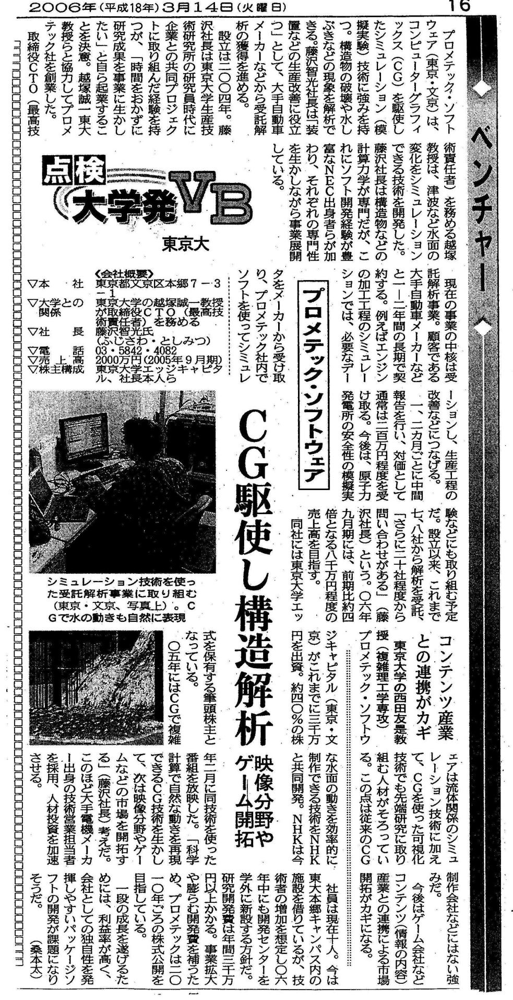 2006年(平成18年)3月14日(火曜日)
16
ベンチャー
プロメテック・ソフト
ウェア(東京・文京)は、
コンピューターグラフィ
ックス(CG)を駆使し
たシミュレーション(模
擬実験)技術に強みを持
つ。構造物の破壊や水し
ぶきなどの現象を解析で
きる。藤沢智光社長は「装
置などの生産改善に役立
つ」として、大手自動車
メーカーなどから受託解
析の獲得を進める。
設立は二〇〇四年。藤
沢社長は東京大学生産技
術研究所の研究員時代に
企業との共同プロジェク
トに取り組んだ経験を持
つが、「時間をおかずに
研究成果を事業に生かし
たい」と自ら起業するこ
とを決意。越塚誠一東大
教授らと協力してプロメ
テック社を創業した。
取締役CTO(最高技
術責任者)を務める越塚
教授は、津波など水面の
変化をシミュレーション
できる技術を開発した。
藤沢社長は構造物などの
計算力学が専門だが、こ
れにソフト開発経験が豊
富なNEC出身者らが加
わり、それぞれの専門性
を生かしながら事業展開
している。
点検
大学発VB
東京大
現在の事業の中核は受
託解析事業。顧客である
大手自動車メーカーなど
と一−二年間の長期で契
約する。例えばエンジン
の加工工程のシミュレー
ションでは、必要なデー
プロメテック・ソフトウェア
タをメーカーから受け取
り、プロメテック社内で
ソフトを使ってシミュレ
ーションし、生産工程の
改善などにつなげる。
一、二カ月ごとに中間
報告を行い、対価として
通常は二百万円程度を受
け取る。今後は、原子力
発電所の安全性の模擬実
験などにも取り組む予定
だ。設立以来、これまで
七、八社から解析を受託、
「さらに二十社程度から
問い合わせがある」(藤
沢社長)という。〇六年
九月期には、前期比約四
倍となる八千万円程度の
売上高を目指す。
同社には東京大学エッ
ジキャピタル(東京・文
京)がこれまでに三千万
円を出資。約四〇%の株
式を保有する筆頭株主と
なっている。
〇五年にはCGで複雑
な水面の動きを効率的に
制作できる技術をNHK
と共同開発。NHKは今
年二月に同技術を使った
番組を放映した。「科学
計算で自然な動きを再現
できるCG技術を生かし
て、次は映像分野やゲー
ムなどの市場を開拓す
る」(藤沢社長)考えだ。
このほど大手電機メーカ
ー出身の技術営業担当者
を採用、人材投資を加速
させる。
社員は現在十人。今は
東大本郷キャンパス内の
施設を借りているが、技
術者の増加を想定し〇六
年中にも開発センターを
学外に新設する方針だ。
研究開発費は年間三千万
円以上かかる。事業拡大
や膨らむ開発費を補うた
め、プロメテックは二〇
一〇年ごろの株式公開を
目指している。
一段の成長を遂げるた
めには、利益率が高く、
会社としての独自性を発
揮しやすいパッケージソ
フトの開発が課題になり
そうだ。 (桑本太)
CG駆使し構造解析
映像分野や
ゲーム開拓
《会社概要》
▽本 社 東京都文京区本郷7−3
−1
▽大学との
関係
東京大学の越塚誠一教授
が取締役CTO(最高技
術責任者)を務める
▽社 長 藤沢智光氏
(ふじさわ・としみつ)
▽電 話 03・5842・4082
▽売上高 2000万円(2005年9月期)
▽株主構成 東京大学エッジキャピタ
ル、社長本人ら
シミュレーション技術を使っ
た受託解析事業に取り組む
(東京・文京、写真上)。C
Gで水の動きも自然に表現
コンテンツ産業
との連携がカギ
東京大学の西田友是教
授(複雑理工学専攻)
プロメテック・ソフトウ
ェアは流体関係のシミュ
レーション技術に加え
て、CGを使った可視化
技術でも先端研究に取り
組む人材がそろってい
る。この点は従来のCG
制作会社などにはない強
みだ。
今後はゲーム会社など
コンテンツ(情報の内容)
産業との連携による市場
開拓がカギになる。